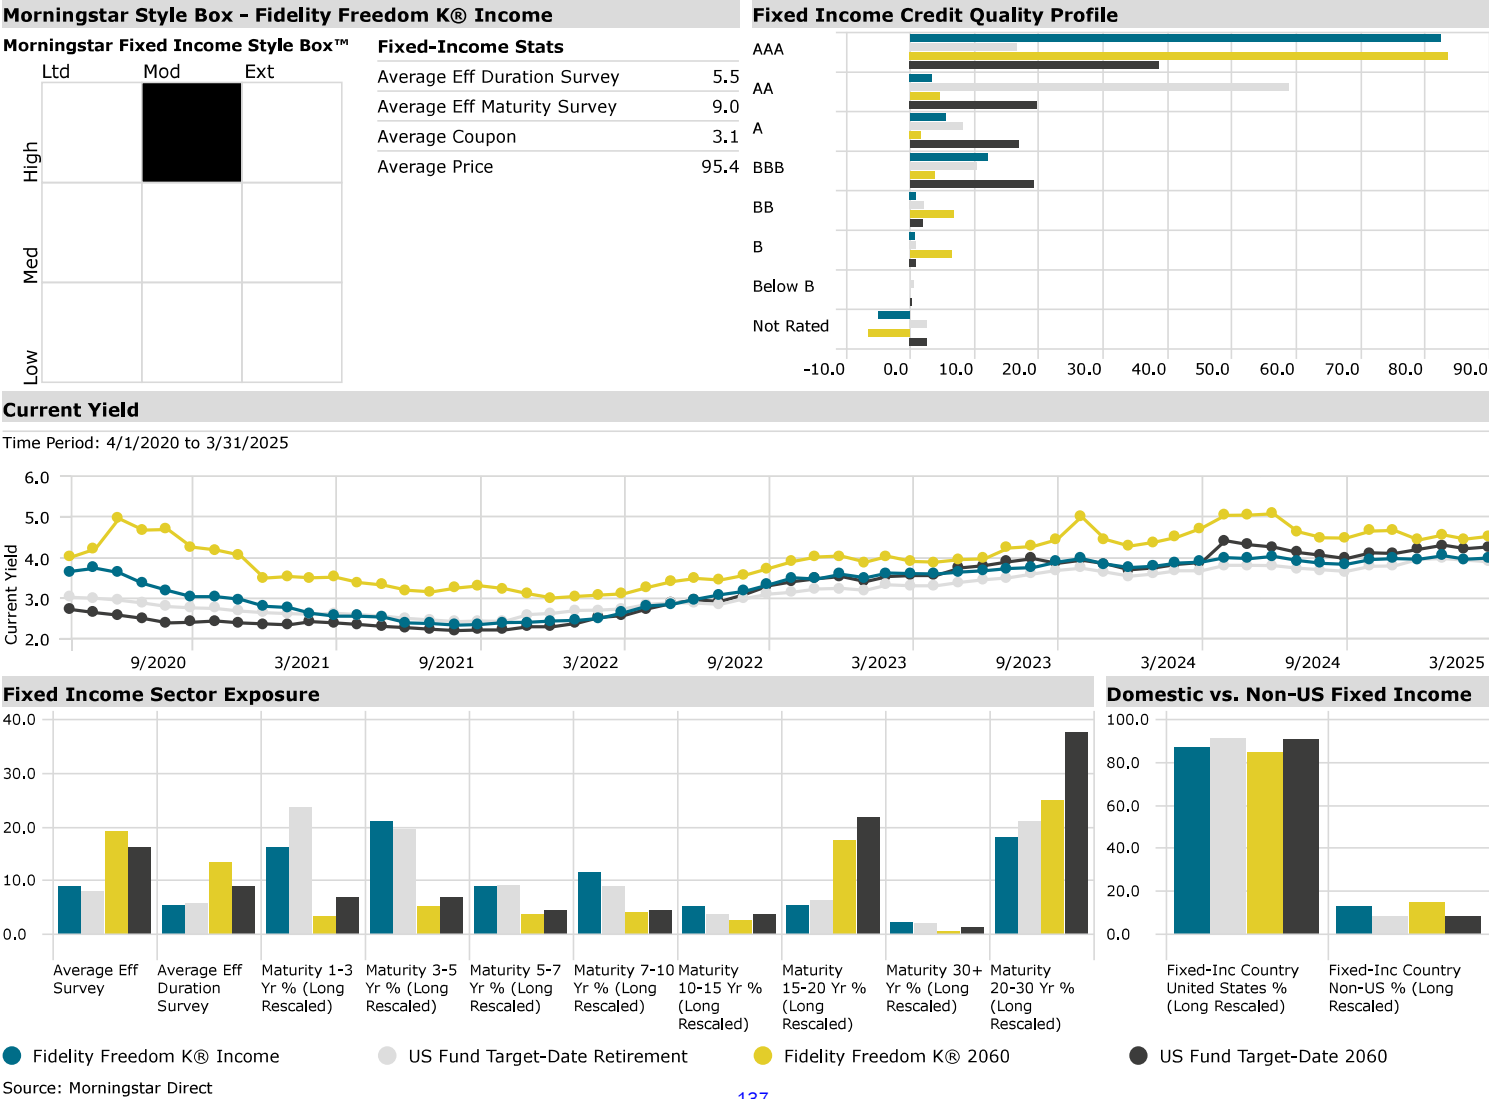 Morningstar Style Box - Fidelity Freedom K® Income
Morningstar Fixed Income Style Box™
Ltd Mod Ext
High
Med
Low
Fixed-Income Stats
Average Eff Duration Survey 5.5
Average Eff Maturity Survey 9.0
Average Coupon 3.1
Average Price 95.4
Fixed Income Credit Quality Profile
AAA
AA
A
BBB
BB
B
Below B
Not Rated
-10.0 0.0 10.0 20.0 30.0 40.0 50.0 60.0 70.0 80.0 90.0
Current Yield
Time Period: 4/1/2020 to 3/31/2025
Current Yield
6.0
5.0
4.0
3.0
2.0
9/2020 3/2021 9/2021 3/2022 9/2022 3/2023 9/2023 3/2024 9/2024 3/2025
Fixed Income Sector Exposure
40.0
30.0
20.0
10.0
0.0
Average Eff
Survey
Average Eff
Duration
Survey
Maturity 1-3
Yr % (Long
Rescaled)
Maturity 3-5
Yr % (Long
Rescaled)
Maturity 5-7
Yr % (Long
Rescaled)
Maturity 7-10
Yr % (Long
Rescaled)
Maturity
10-15 Yr %
(Long
Rescaled)
Maturity
15-20 Yr %
(Long
Rescaled)
Maturity 30+
Yr % (Long
Rescaled)
Maturity
20-30 Yr %
(Long
Rescaled)
Domestic vs. Non-US Fixed Income
100.0
80.0
60.0
40.0
20.0
0.0
Fixed-Inc Country
United States %
(Long Rescaled)
Fixed-Inc Country
Non-US % (Long
Rescaled)
Fidelity Freedom K® Income US Fund Target-Date Retirement Fidelity Freedom K® 2060 US Fund Target-Date 2060
Source: Morningstar Direct
137